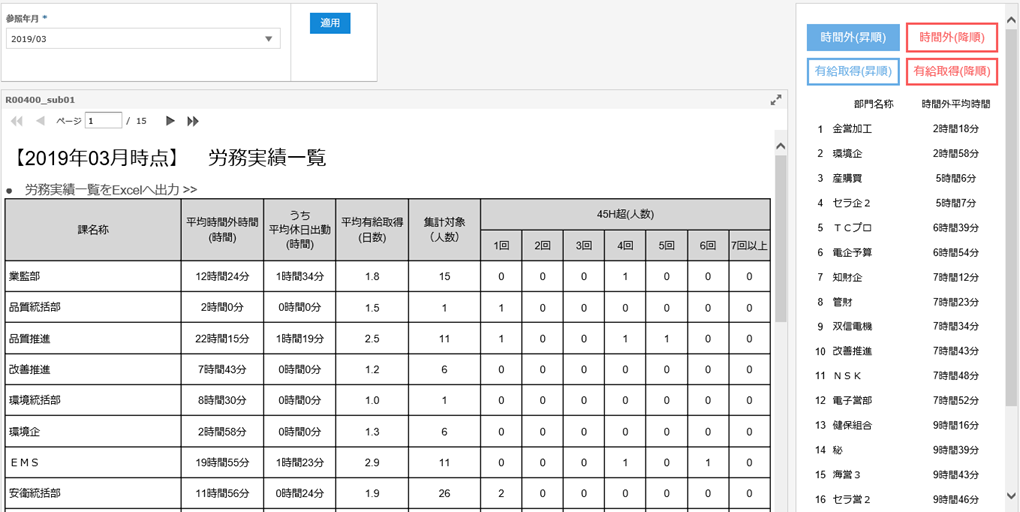 参照年月 *
2019/03
適用
R00400_sub01
ページ 1 / 15
【2019年03月時点】 労務実績一覧
● 労務実績一覧をExcelへ出力 >>
課名称 平均時間外時間(時間) うち平均休日出勤(時間) 平均有給取得(日数) 集計対象(人数) 45H超(人数)
1回 2回 3回 4回 5回 6回 7回以上
業監部 12時間24分 1時間34分 1.8 15 0 0 0 1 0 0 0
品質統括部 2時間0分 0時間0分 1.5 1 1 0 0 0 0 0 0
品質推進 22時間15分 1時間19分 2.5 11 1 0 0 1 1 0 0
改善推進 7時間43分 0時間0分 1.2 6 0 0 0 0 0 0 0
環境統括部 8時間30分 0時間0分 1.0 1 0 0 0 0 0 0 0
環境企 2時間58分 0時間0分 1.3 6 0 0 0 0 0 0 0
ＥＭＳ 19時間55分 1時間23分 2.9 11 0 0 0 1 0 1 0
安衛統括部 11時間56分 0時間24分 1.9 26 2 0 0 0 0 0 0
時間外(昇順) 時間外(降順)
有給取得(昇順) 有給取得(降順)
部門名称 時間外平均時間
1 金営加工 2時間18分
2 環境企 2時間58分
3 産購買 5時間6分
4 セラ企２ 5時間7分
5 ＴＣプロ 6時間39分
6 電企予算 6時間54分
7 知財企 7時間12分
8 管財 7時間23分
9 双信電機 7時間34分
10 改善推進 7時間43分
11 ＮＳＫ 7時間48分
12 電子営部 7時間52分
13 健保組合 9時間16分
14 秘 9時間39分
15 海営３ 9時間43分
16 セラ営２ 9時間46分